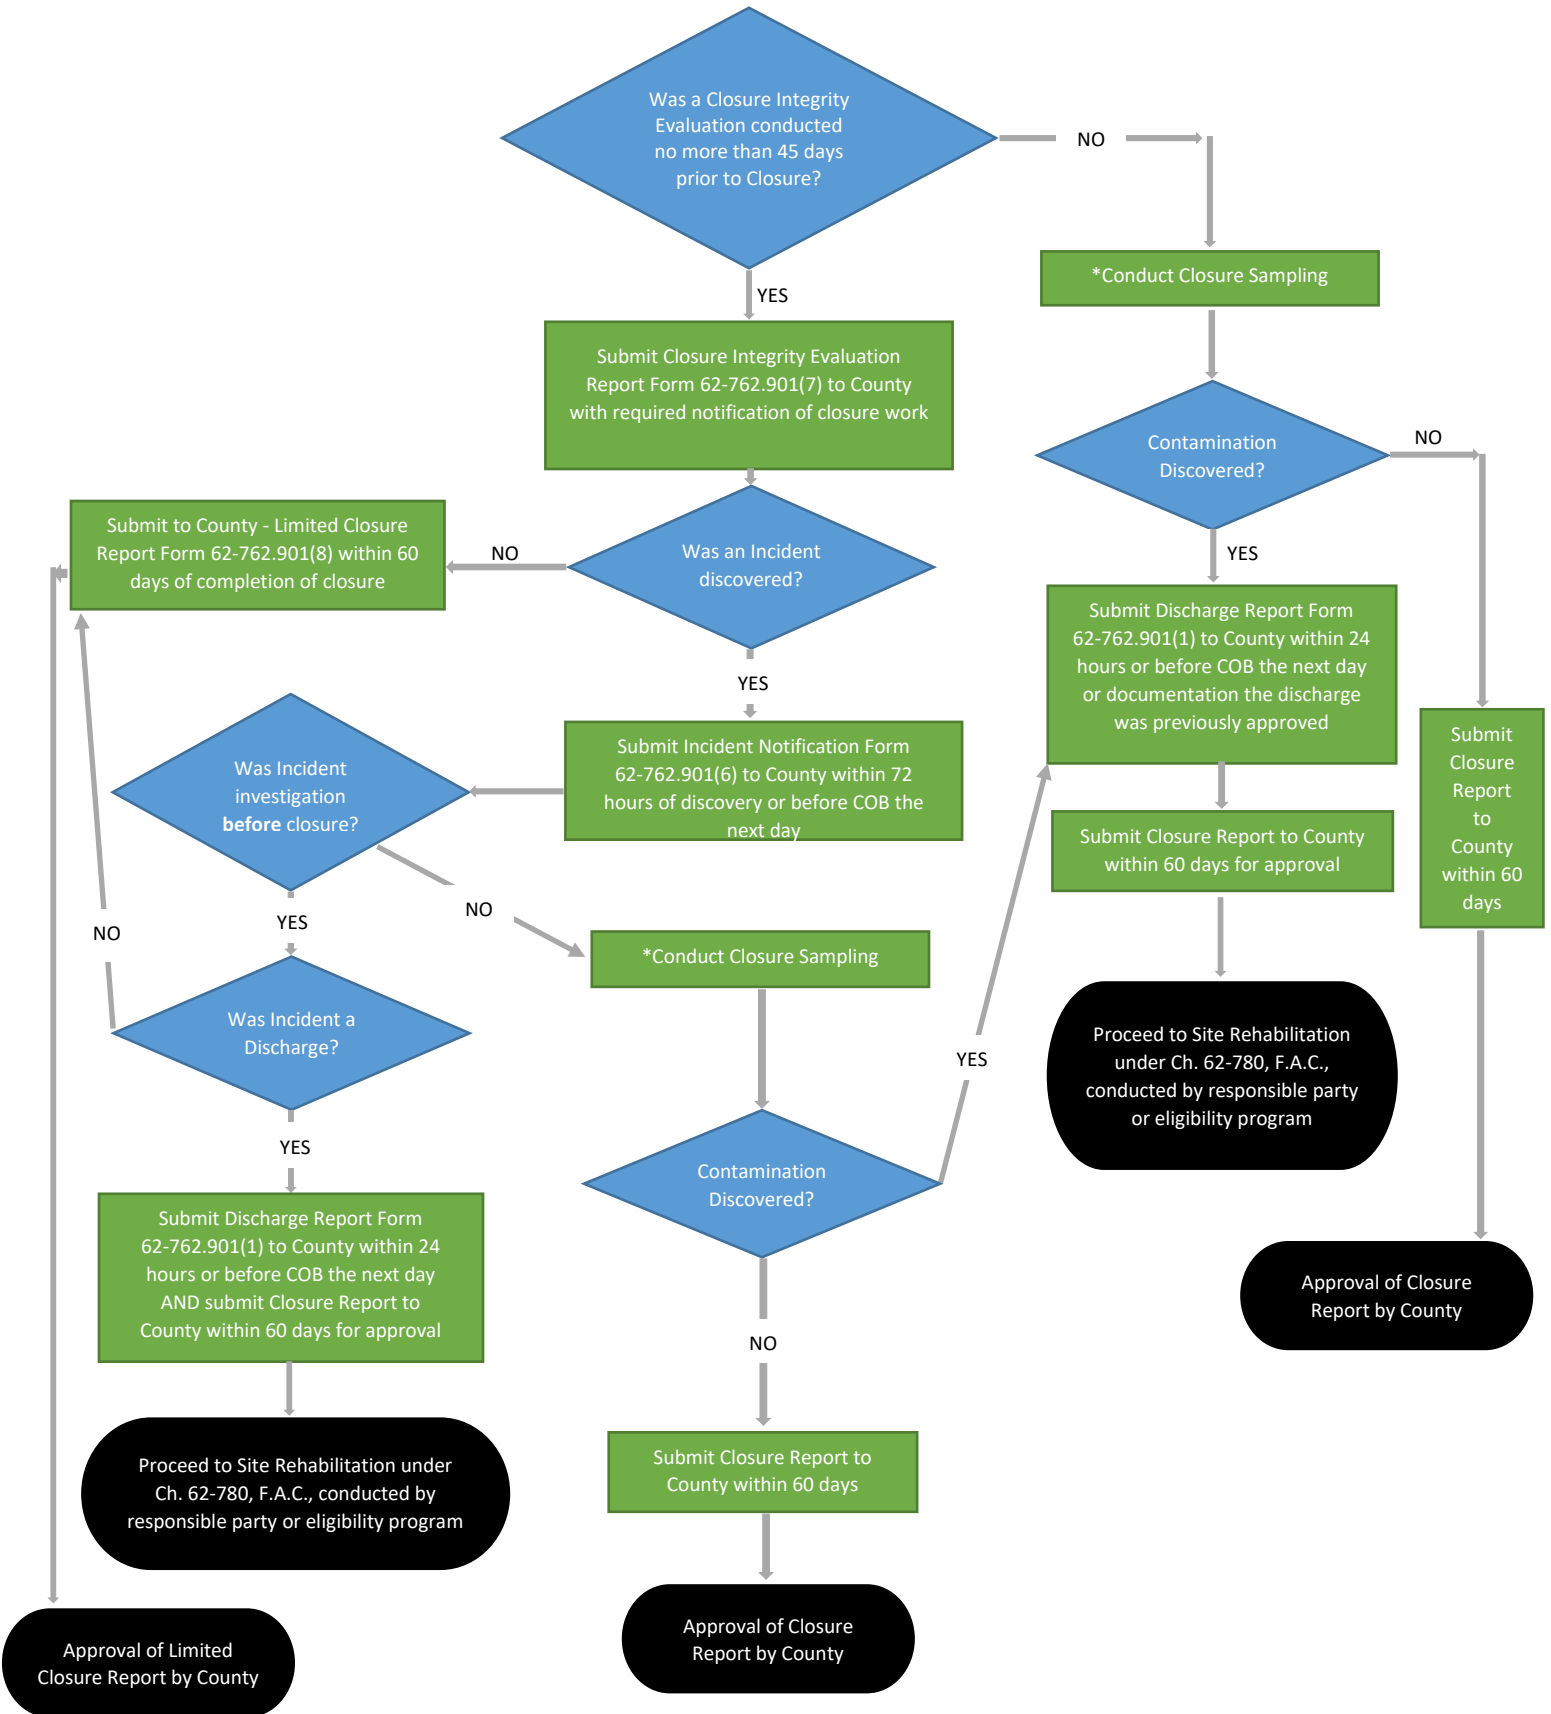 Was a Closure Integrity
Evaluation conducted
no more than 45 days
prior to Closure?
NO
YES
*Conduct Closure Sampling
Submit Closure Integrity Evaluation
Report Form 62-762.901(7) to County
with required notification of closure work
Contamination
Discovered?
NO
YES
Submit to County - Limited Closure
Report Form 62-762.901(8) within 60
days of completion of closure
NO
Was an Incident
discovered?
YES
Submit Discharge Report Form
62-762.901(1) to County within 24
hours or before COB the next day
or documentation the discharge
was previously approved
Submit
Closure
Report
to
County
within 60
days
Was Incident
investigation
before closure?
Submit Incident Notification Form
62-762.901(6) to County within 72
hours of discovery or before COB the
next day
Submit Closure Report to County
within 60 days for approval
NO
YES
NO
*Conduct Closure Sampling
Was Incident a
Discharge?
YES
Proceed to Site Rehabilitation
under Ch. 62-780, F.A.C.,
conducted by responsible party
or eligibility program
YES
Contamination
Discovered?
Submit Discharge Report Form
62-762.901(1) to County within 24
hours or before COB the next day
AND submit Closure Report to
County within 60 days for approval
Approval of Closure
Report by County
NO
Proceed to Site Rehabilitation under
Ch. 62-780, F.A.C., conducted by
responsible party or eligibility program
Submit Closure Report to
County within 60 days
Approval of Limited
Closure Report by County
Approval of Closure
Report by County